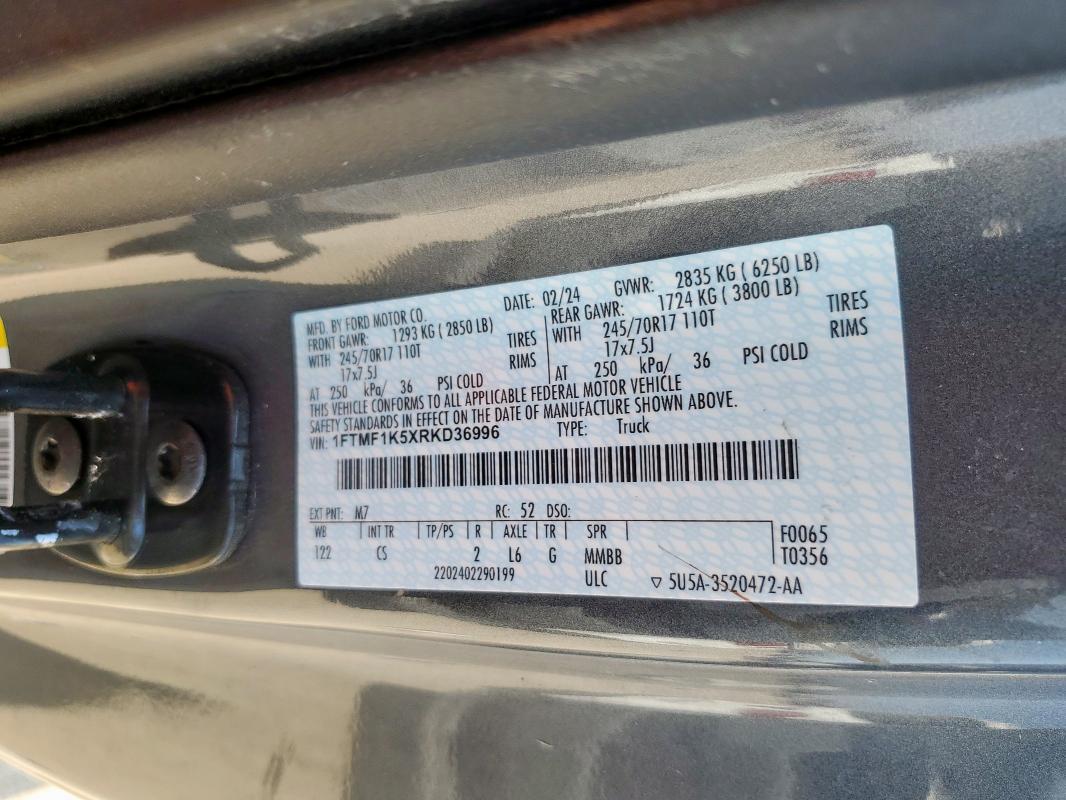 MFD. BY FORD MOTOR CO. DATE: 02/24 GVWR: 2835 KG ( 6250 LB)
FRONT GAWR: 1293 KG ( 2850 LB) REAR GAWR: 1724 KG ( 3800 LB)
WITH 245/70R17 110T TIRES WITH 245/70R17 110T TIRES
17x7.5J RIMS 17x7.5J RIMS
AT 250 kPa/ 36 PSI COLD AT 250 kPa/ 36 PSI COLD
THIS VEHICLE CONFORMS TO ALL APPLICABLE FEDERAL MOTOR VEHICLE
SAFETY STANDARDS IN EFFECT ON THE DATE OF MANUFACTURE SHOWN ABOVE.
VIN: 1FTMF1K5XRKD36996 TYPE: Truck
EXT PNT: M7 RC: 52 DSO:
WB INT TR TP/PS R AXLE TR SPR F0065
122 CS 2 L6 G MMBB T0356
2202402290199 ULC ▽ 5U5A-3520472-AA